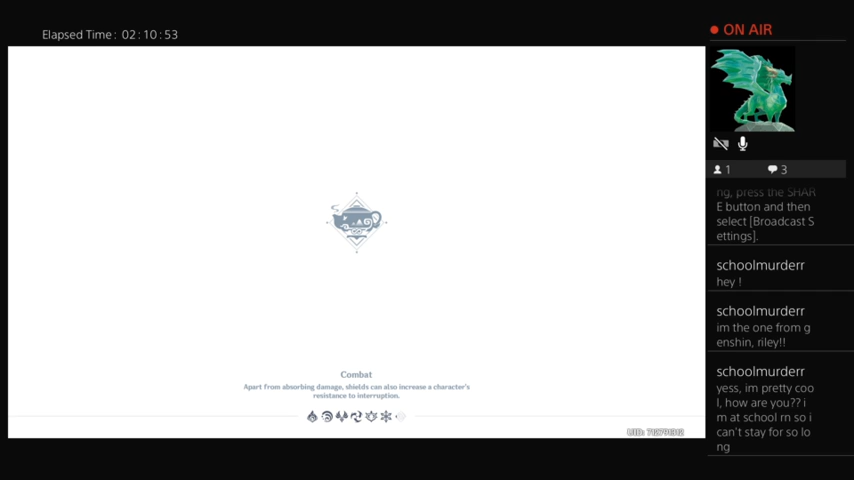 Elapsed Time: 02:10:53
ON AIR
1
3
ng, press the SHAR
E button and then
select [Broadcast S
ettings].
schoolmurderr
hey !
schoolmurderr
im the one from g
enshin, riley!!
schoolmurderr
yess, im pretty coo
l, how are you?? i
m at school rn so i
can't stay for so lo
ng
Combat
Apart from absorbing damage, shields can also increase a character's
resistance to interruption.
UID: